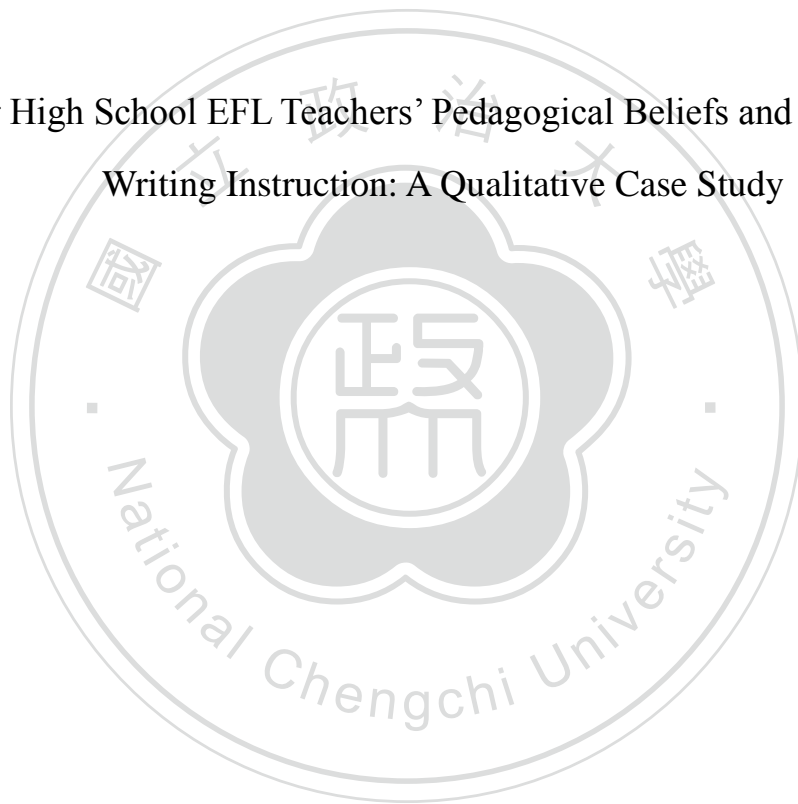 High School EFL Teachers’ Pedagogical Beliefs and
Writing Instruction: A Qualitative Case Study
國立政治大學
政大
National Chengchi University